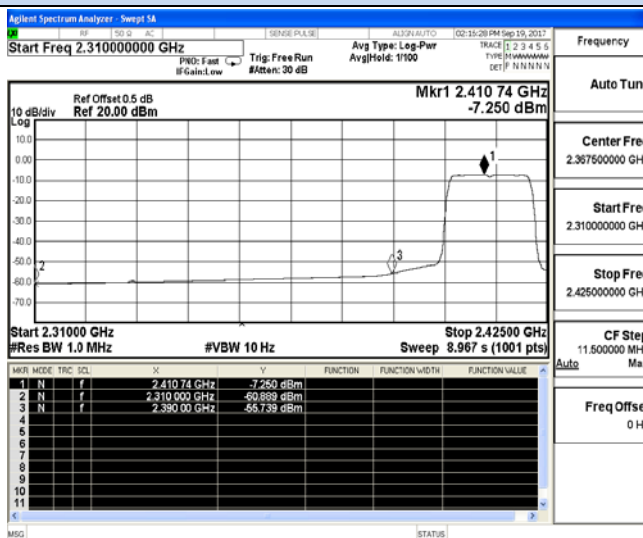 Agilent Spectrum Analyzer - Swept SA
RF 50 Ω AC SENSE:PULSE ALIGNAUTO 02:15:28 PM Sep 19, 2017
Start Freq 2.310000000 GHz
PNO: Fast
IFGain:Low
Trig: Free Run
#Atten: 30 dB
Avg Type: Log-Pwr
Avg|Hold: 1/100
TRACE 1 2 3 4 5 6
TYPE MWWWWW
DET P N N N N N
Mkr1 2.410 74 GHz
-7.250 dBm
Ref Offset 0.5 dB
Ref 20.00 dBm
10 dB/div
Log
10.0
0.00
-10.0
-20.0
-30.0
-40.0
-50.0
-60.0
-70.0
1
2
3
Start 2.31000 GHz Stop 2.42500 GHz
#Res BW 1.0 MHz #VBW 10 Hz Sweep 8.967 s (1001 pts)
MKR MODE TRC SCL X Y FUNCTION FUNCTION WIDTH FUNCTION VALUE
1 N f 2.410 74 GHz -7.250 dBm
2 N f 2.310 000 GHz -60.889 dBm
3 N f 2.390 00 GHz -55.739 dBm
4
5
6
7
8
9
10
11
MSG STATUS
Frequency
Auto Tun
Center Fre
2.367500000 GH
Start Fre
2.310000000 GH
Stop Fre
2.425000000 GH
CF Step
11.500000 MH
Auto Ma
Freq Offse
0 H